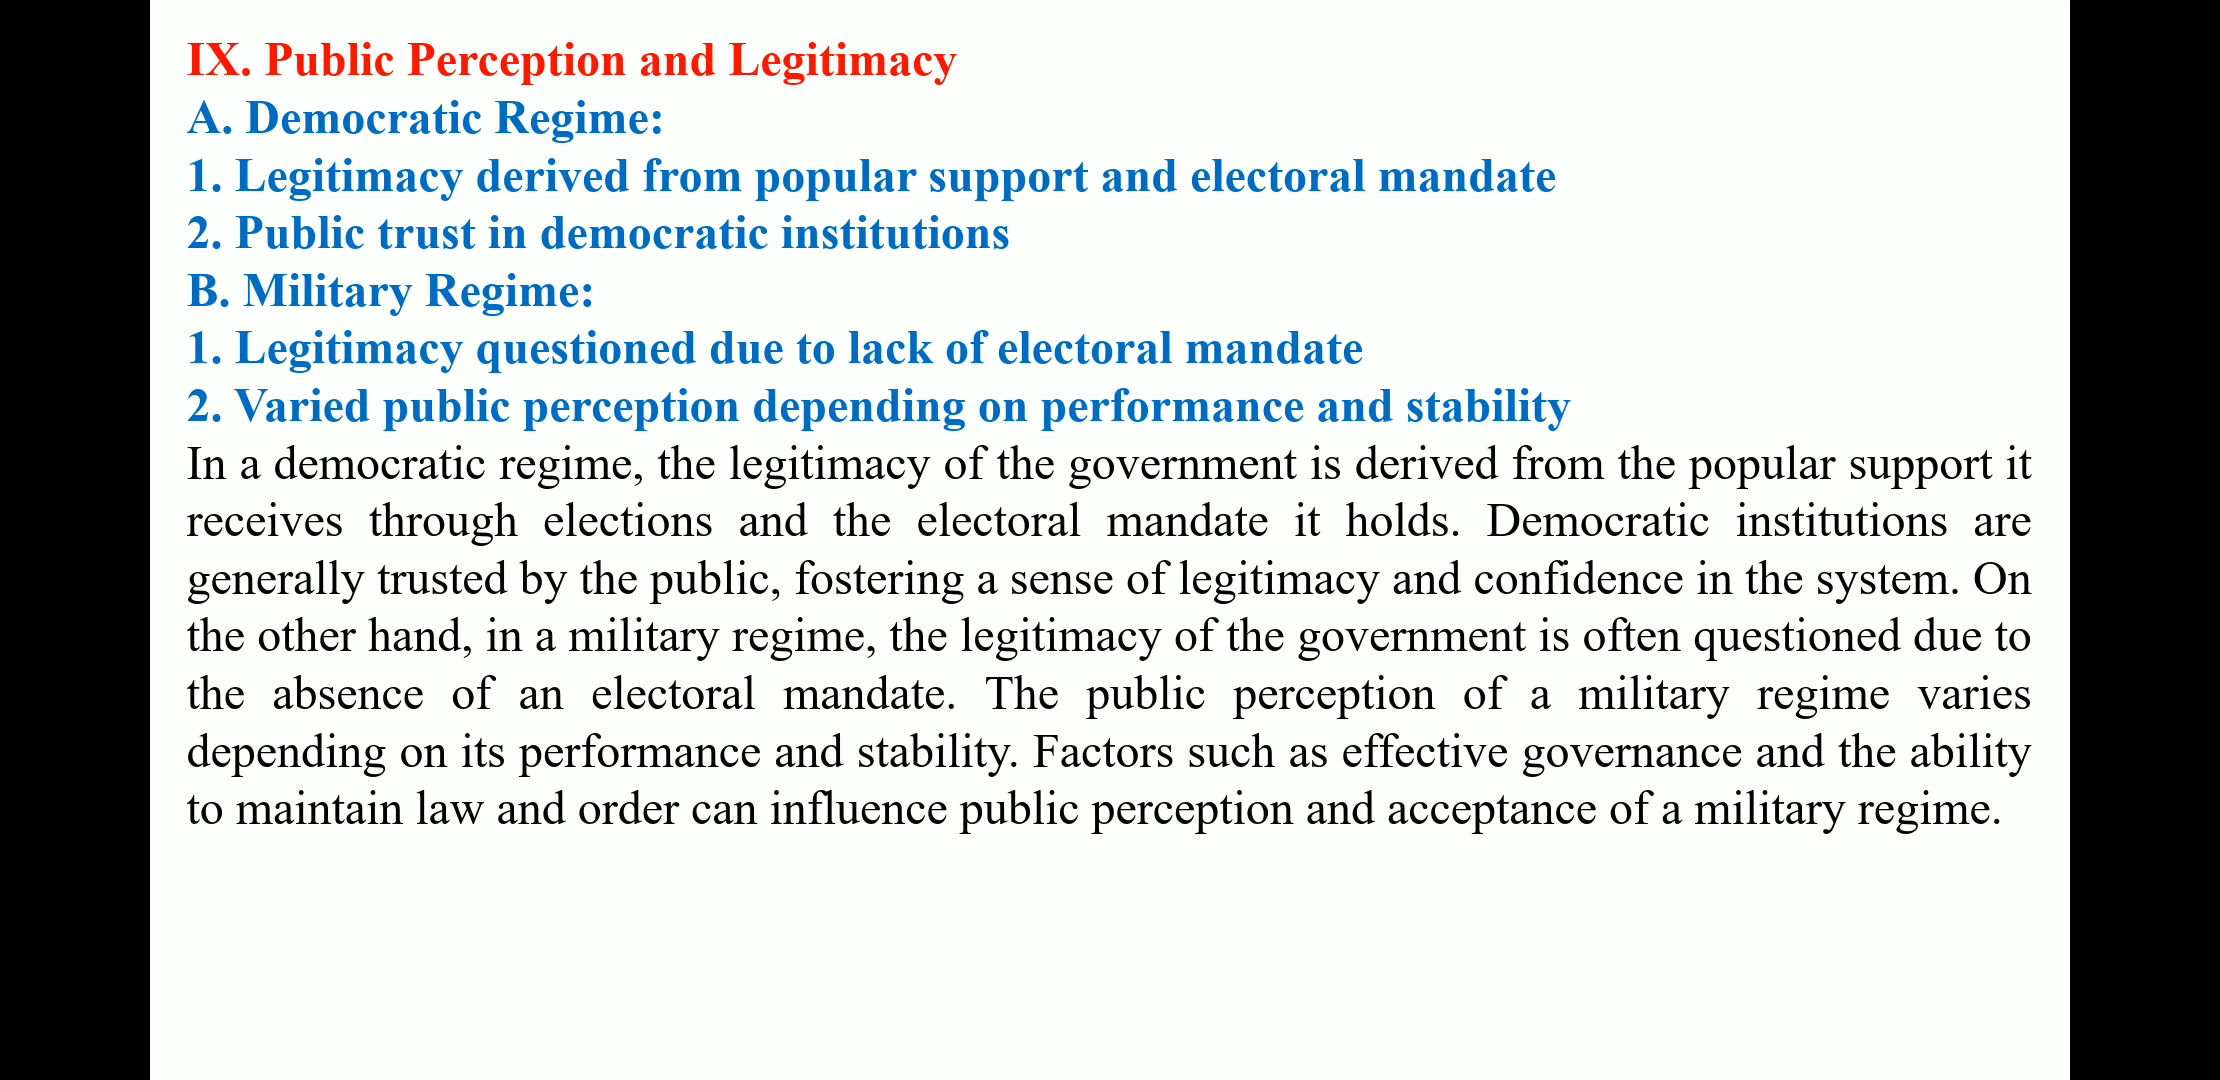 IX. Public Perception and Legitimacy
A. Democratic Regime:
1. Legitimacy derived from popular support and electoral mandate
2. Public trust in democratic institutions
B. Military Regime:
1. Legitimacy questioned due to lack of electoral mandate
2. Varied public perception depending on performance and stability
In a democratic regime, the legitimacy of the government is derived from the popular support it
receives through elections and the electoral mandate it holds. Democratic institutions are
generally trusted by the public, fostering a sense of legitimacy and confidence in the system. On
the other hand, in a military regime, the legitimacy of the government is often questioned due to
the absence of an electoral mandate. The public perception of a military regime varies
depending on its performance and stability. Factors such as effective governance and the ability
to maintain law and order can influence public perception and acceptance of a military regime.